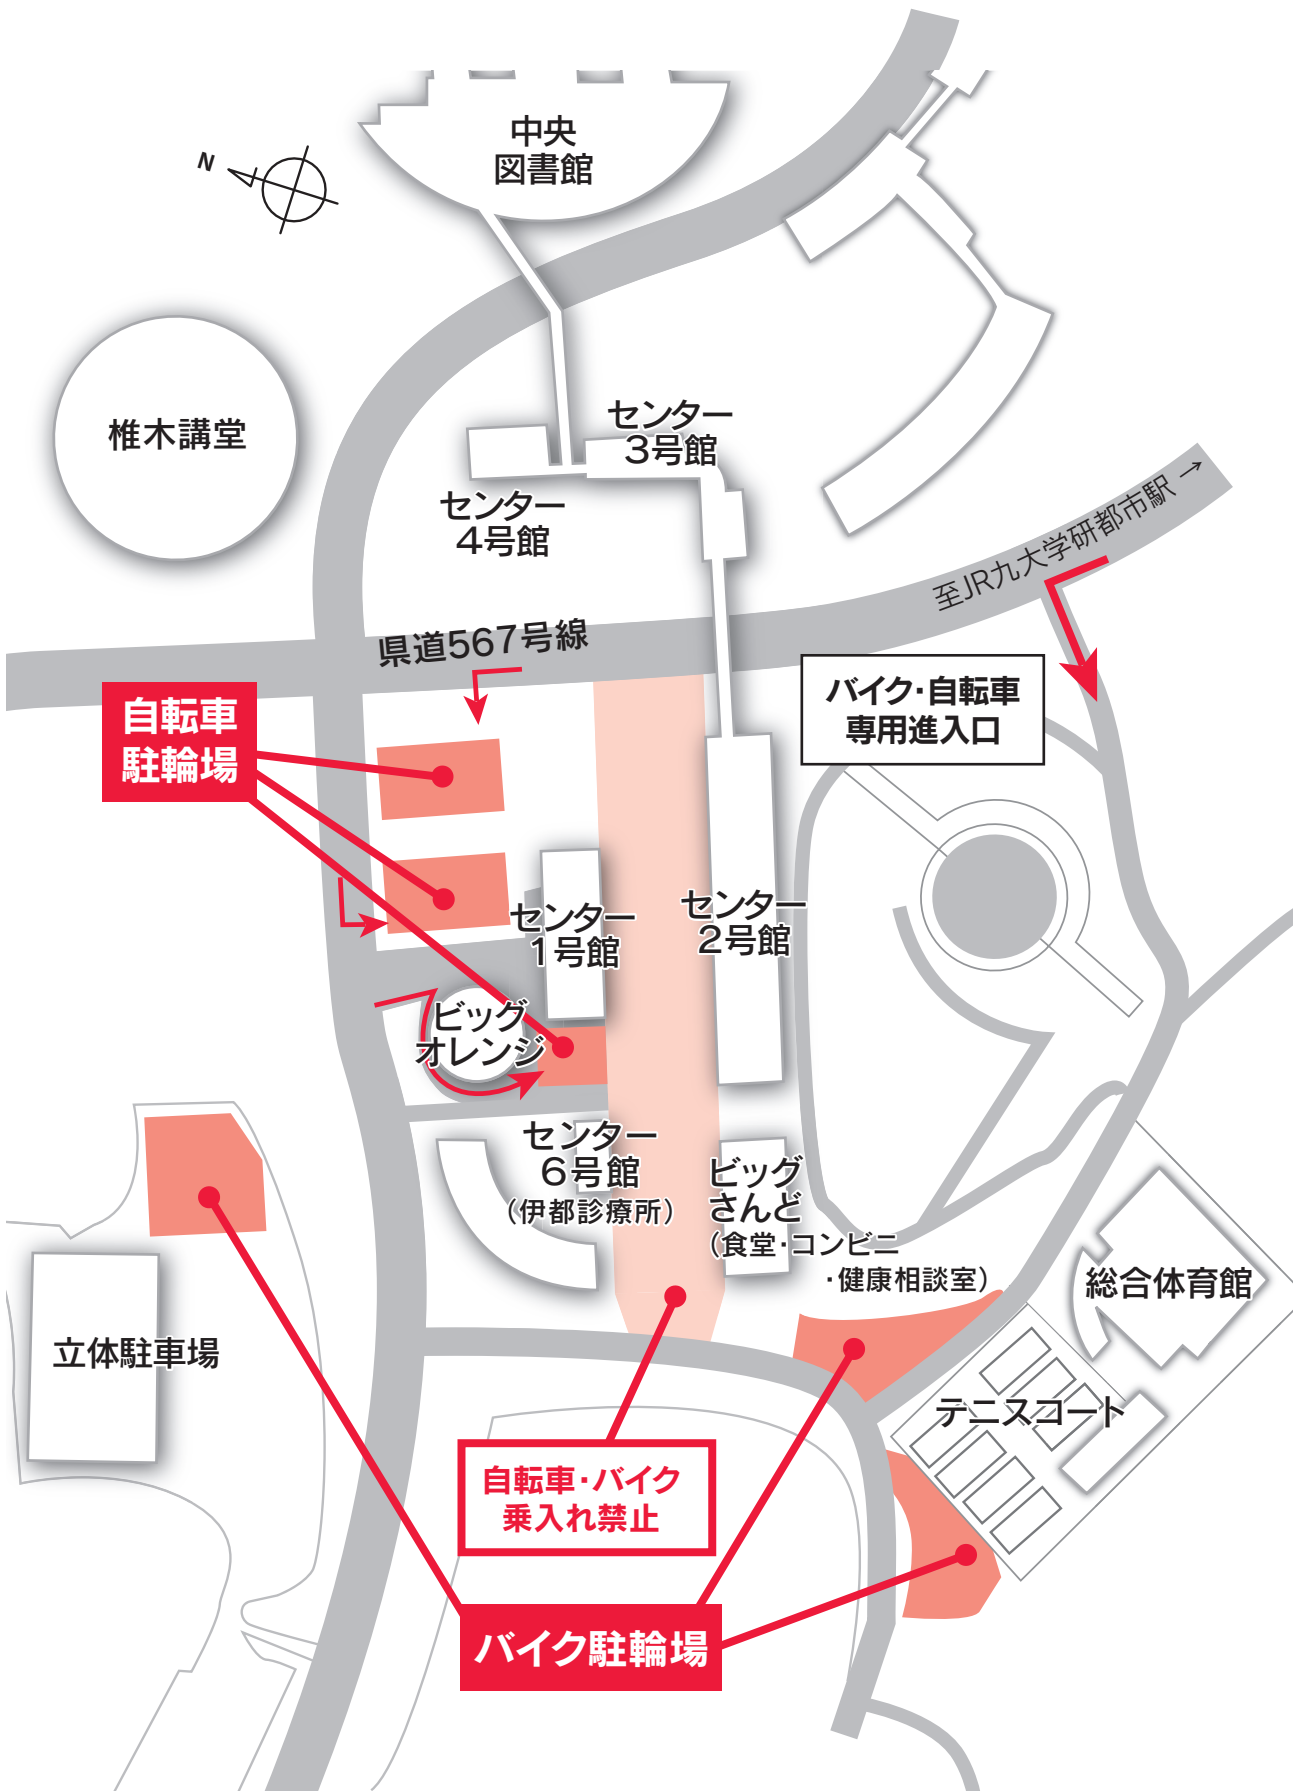 中央
図書館
N
椎木講堂
センター
3号館
センター
4号館
至JR九大学研都市駅→
県道567号線
バイク・自転車
専用進入口
自転車
駐輪場
センター
1号館
センター
2号館
ビッグ
オレンジ
センター
6号館
（伊都診療所）
ビッグ
さんど
（食堂・コンビニ
・健康相談室）
総合体育館
立体駐車場
テニスコート
自転車・バイク
乗入れ禁止
バイク駐輪場